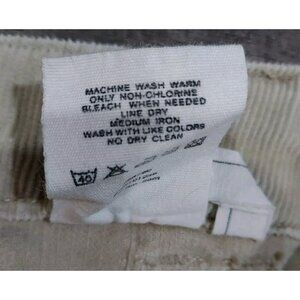 MACHINE WASH WARM
ONLY NON-CHLORINE
BLEACH WHEN NEEDED
LINE DRY
MEDIUM IRON
WASH WITH LIKE COLORS
NO DRY CLEAN
40